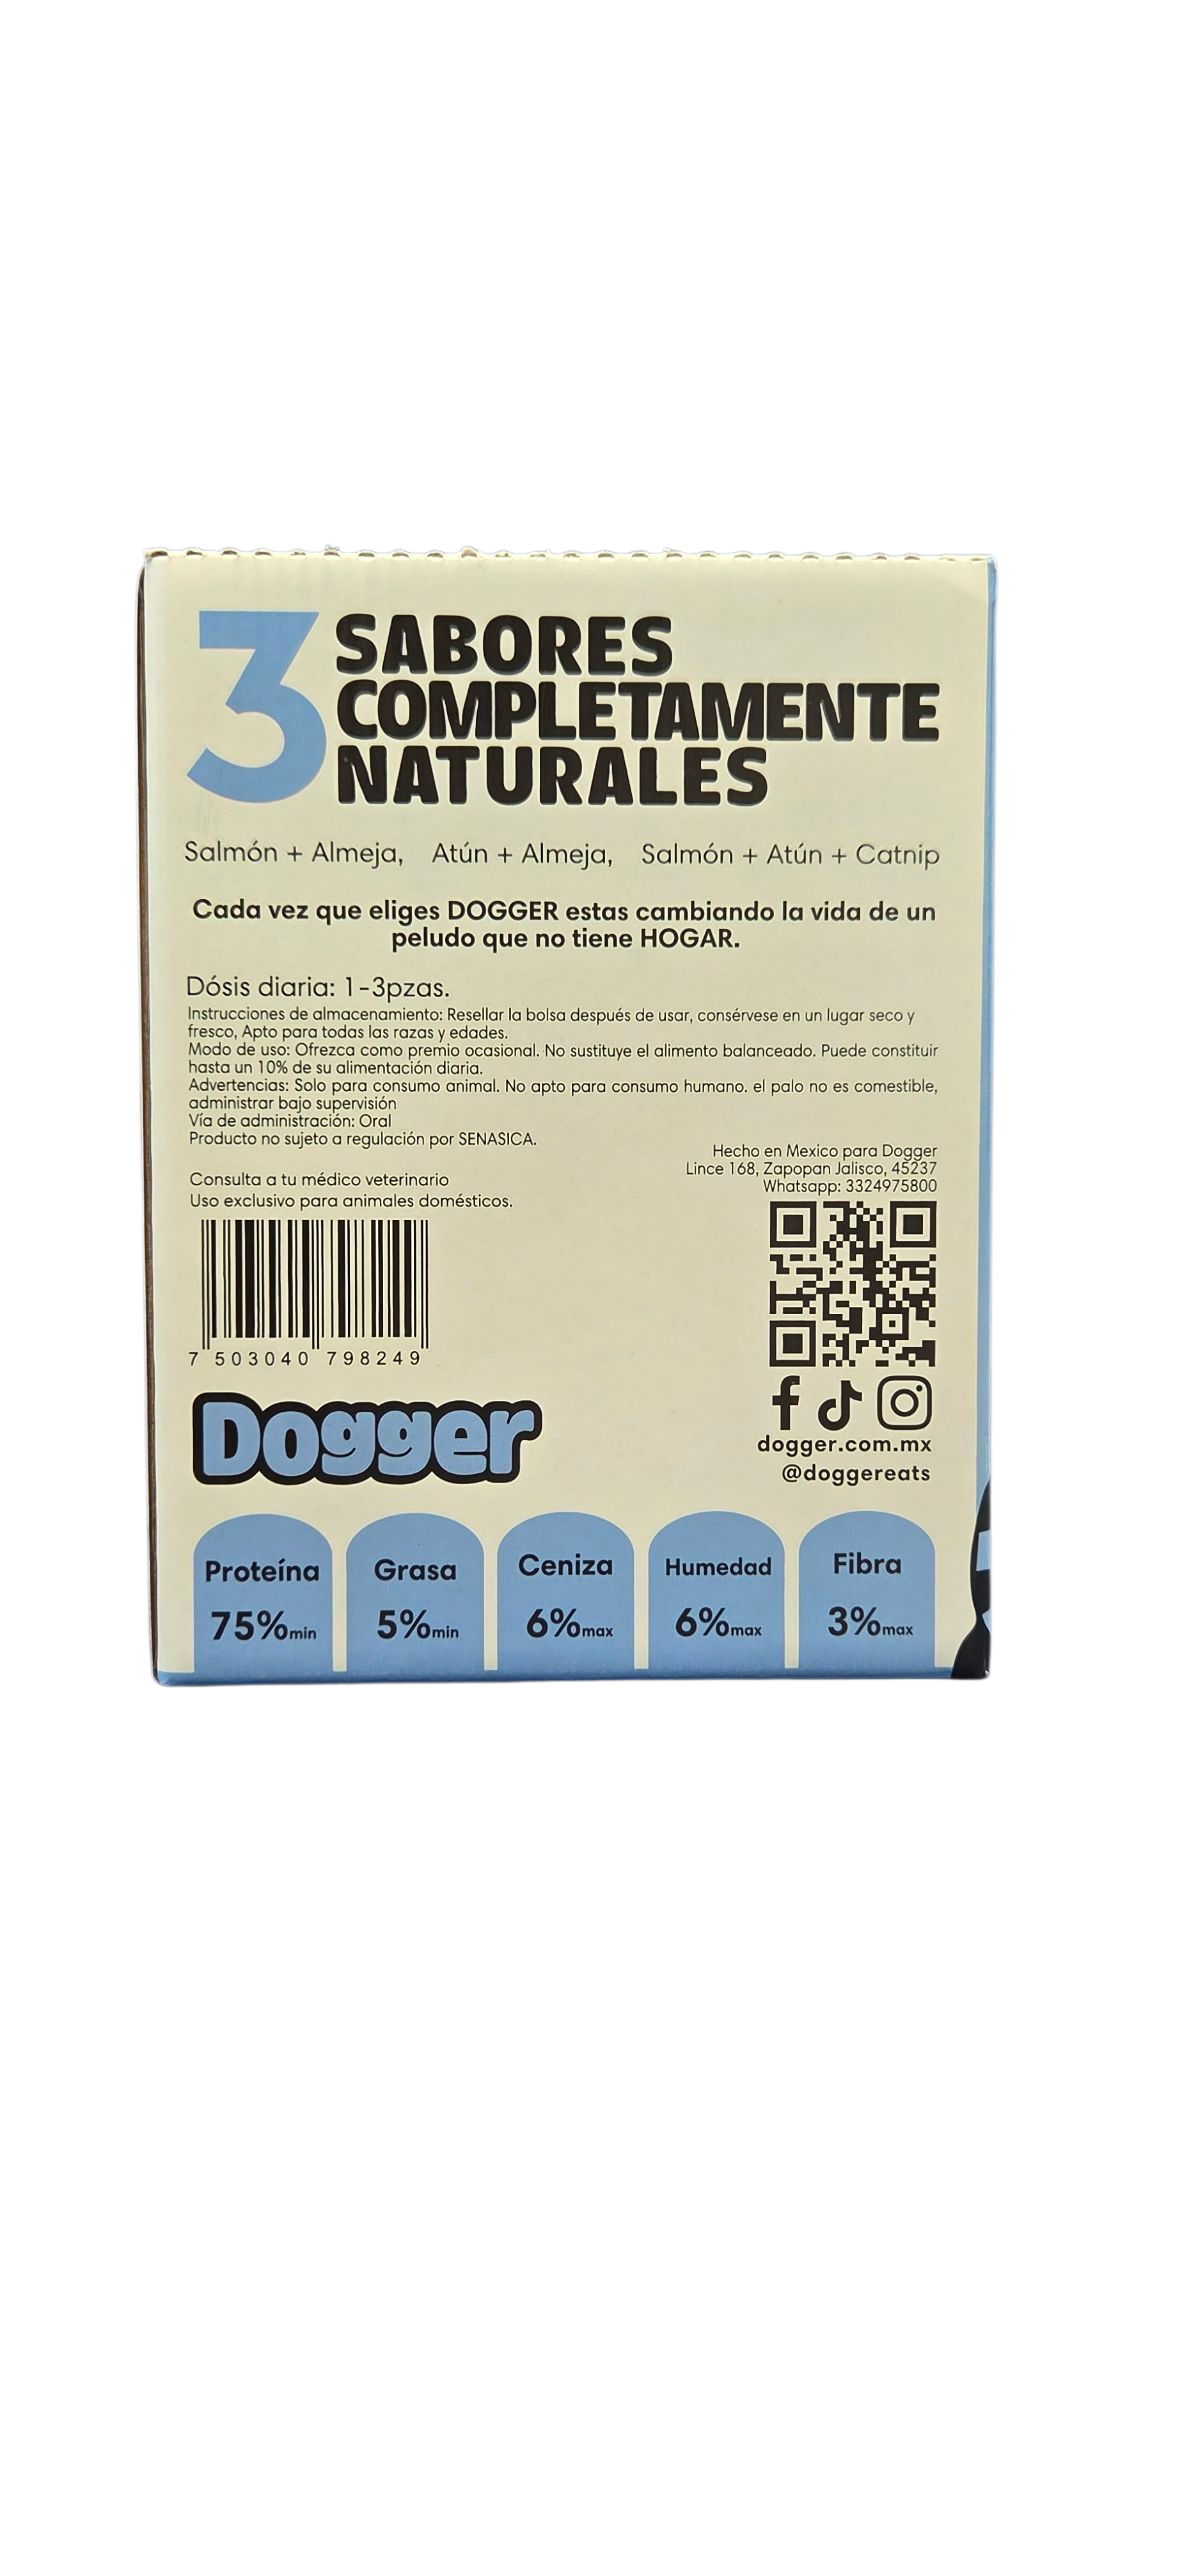 3 SABORES
COMPLETAMENTE
NATURALES
Salmón + Almeja, Atún + Almeja, Salmón + Atún + Catnip
Cada vez que eliges DOGGER estas cambiando la vida de un
peludo que no tiene HOGAR.
Dósis diaria: 1-3pzas.
Instrucciones de almacenamiento: Resellar la bolsa después de usar, consérvese en un lugar seco y
fresco, Apto para todas las razas y edades.
Modo de uso: Ofrezca como premio ocasional. No sustituye el alimento balanceado. Puede constituir
hasta un 10% de su alimentación diaria.
Advertencias: Solo para consumo animal. No apto para consumo humano. el palo no es comestible,
administrar bajo supervisión
Vía de administración: Oral
Producto no sujeto a regulación por SENASICA.
Consulta a tu médico veterinario
Uso exclusivo para animales domésticos.
Hecho en Mexico para Dogger
Lince 168, Zapopan Jalisco, 45237
Whatsapp: 3324975800
7 503040 798249
Dogger
dogger.com.mx
@doggereats
Proteína Grasa Ceniza Humedad Fibra
75%min 5%min 6%max 6%max 3%max